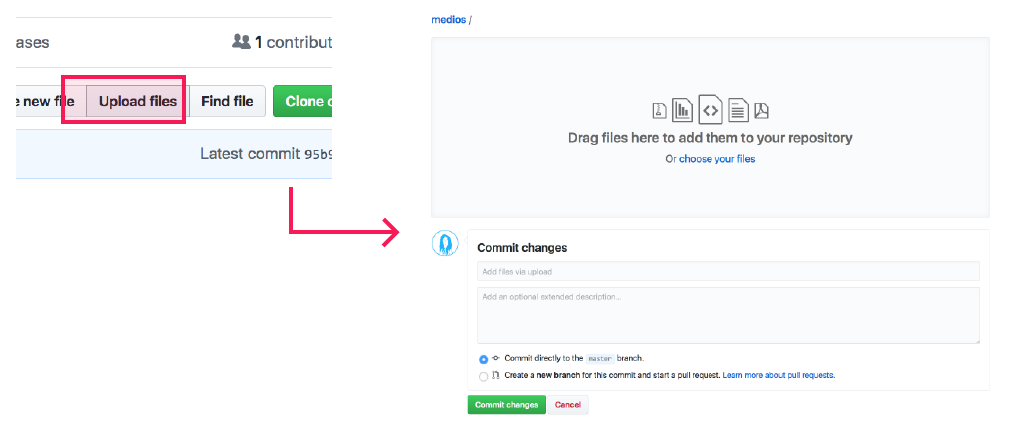 ases
1 contribut
e new file
Upload files
Find file
Clone o
Latest commit 95b9
medios /
Drag files here to add them to your repository
Or choose your files
Commit changes
Add files via upload
Add an optional extended description...
Commit directly to the master branch.
Create a new branch for this commit and start a pull request. Learn more about pull requests.
Commit changes
Cancel